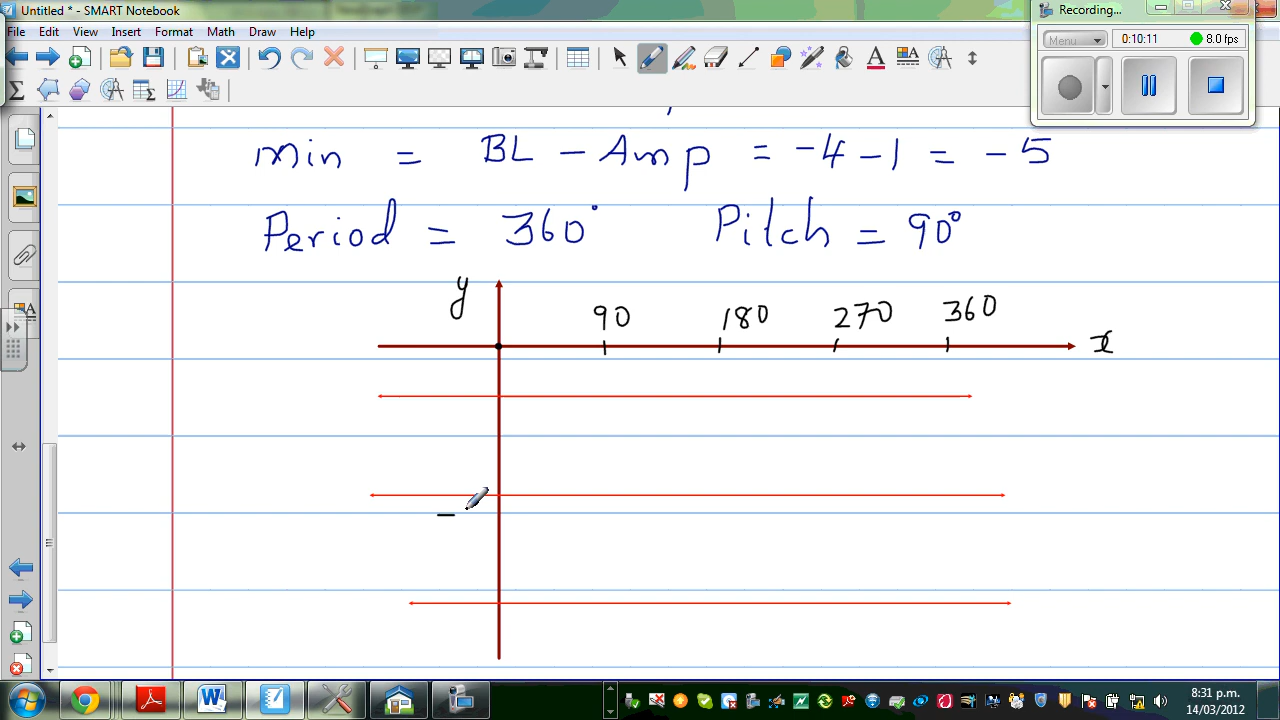 Untitled * - SMART Notebook
Recording...
File Edit View Insert Format Math Draw Help
Menu 0:10:11 8.0 fps
min = BL - Amp = -4 - 1 = -5
Period = 360° Pitch = 90°
y
90 180 270 360
x
-
8:31 p.m.
14/03/2012